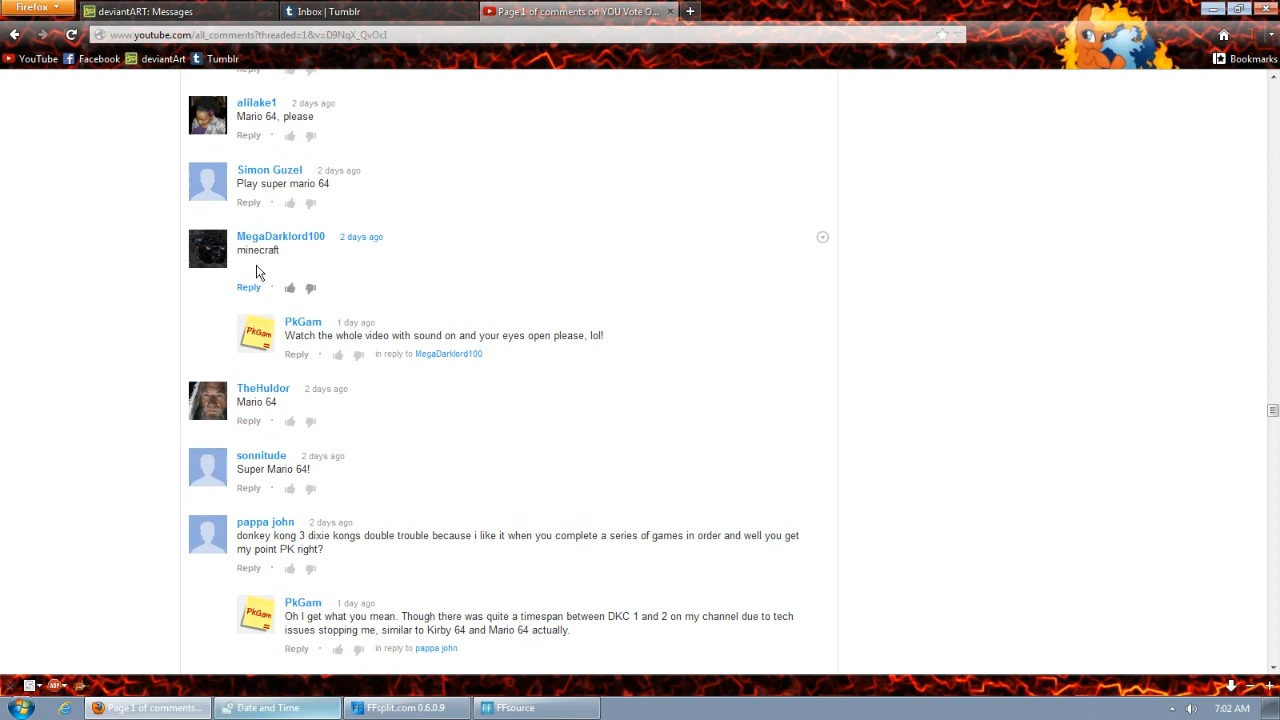 Firefox
deviantART: Messages
Inbox | Tumblr
Page 1 of comments on YOU Vote O...
www.youtube.com/all_comments?threaded=1&v=D9NqX_QvOcI
YouTube
Facebook
deviantArt
Tumblr
Bookmarks
Reply
alilake1 2 days ago
Mario 64, please
Reply
Simon Guzel 2 days ago
Play super mario 64
Reply
MegaDarklord100 2 days ago
minecraft
Reply
PkGam 1 day ago
Watch the whole video with sound on and your eyes open please, lol!
Reply in reply to MegaDarklord100
TheHuldor 2 days ago
Mario 64
Reply
sonnitude 2 days ago
Super Mario 64!
Reply
pappa john 2 days ago
donkey kong 3 dixie kongs double trouble because i like it when you complete a series of games in order and well you get
my point PK right?
Reply
PkGam 1 day ago
Oh I get what you mean. Though there was quite a timespan between DKC 1 and 2 on my channel due to tech
issues stopping me, similar to Kirby 64 and Mario 64 actually.
Reply in reply to pappa john
Page 1 of comments...
Date and Time
FFsplit.com 0.6.0.9
FFsource
7:02 AM